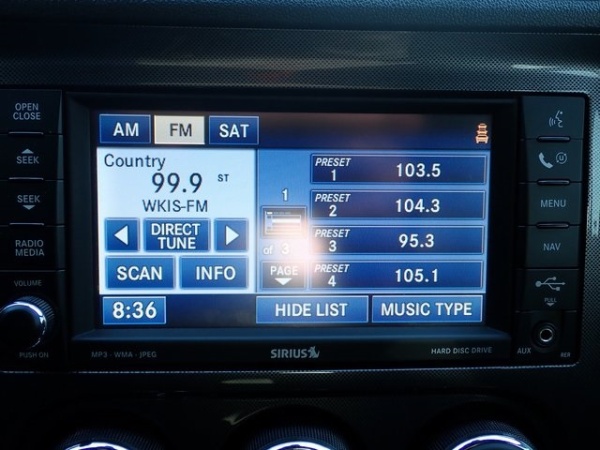 OPEN
CLOSE
SEEK
SEEK
RADIO
MEDIA
VOLUME
PUSH ON
AM FM SAT
Country
99.9 ST
WKIS-FM
DIRECT
TUNE
SCAN INFO
8:36
1
of 3
PAGE
PRESET
1 103.5
PRESET
2 104.3
PRESET
3 95.3
PRESET
4 105.1
HIDE LIST MUSIC TYPE
MP3 - WMA - JPEG SIRIUS HARD DISC DRIVE
MENU
NAV
PULL
AUX